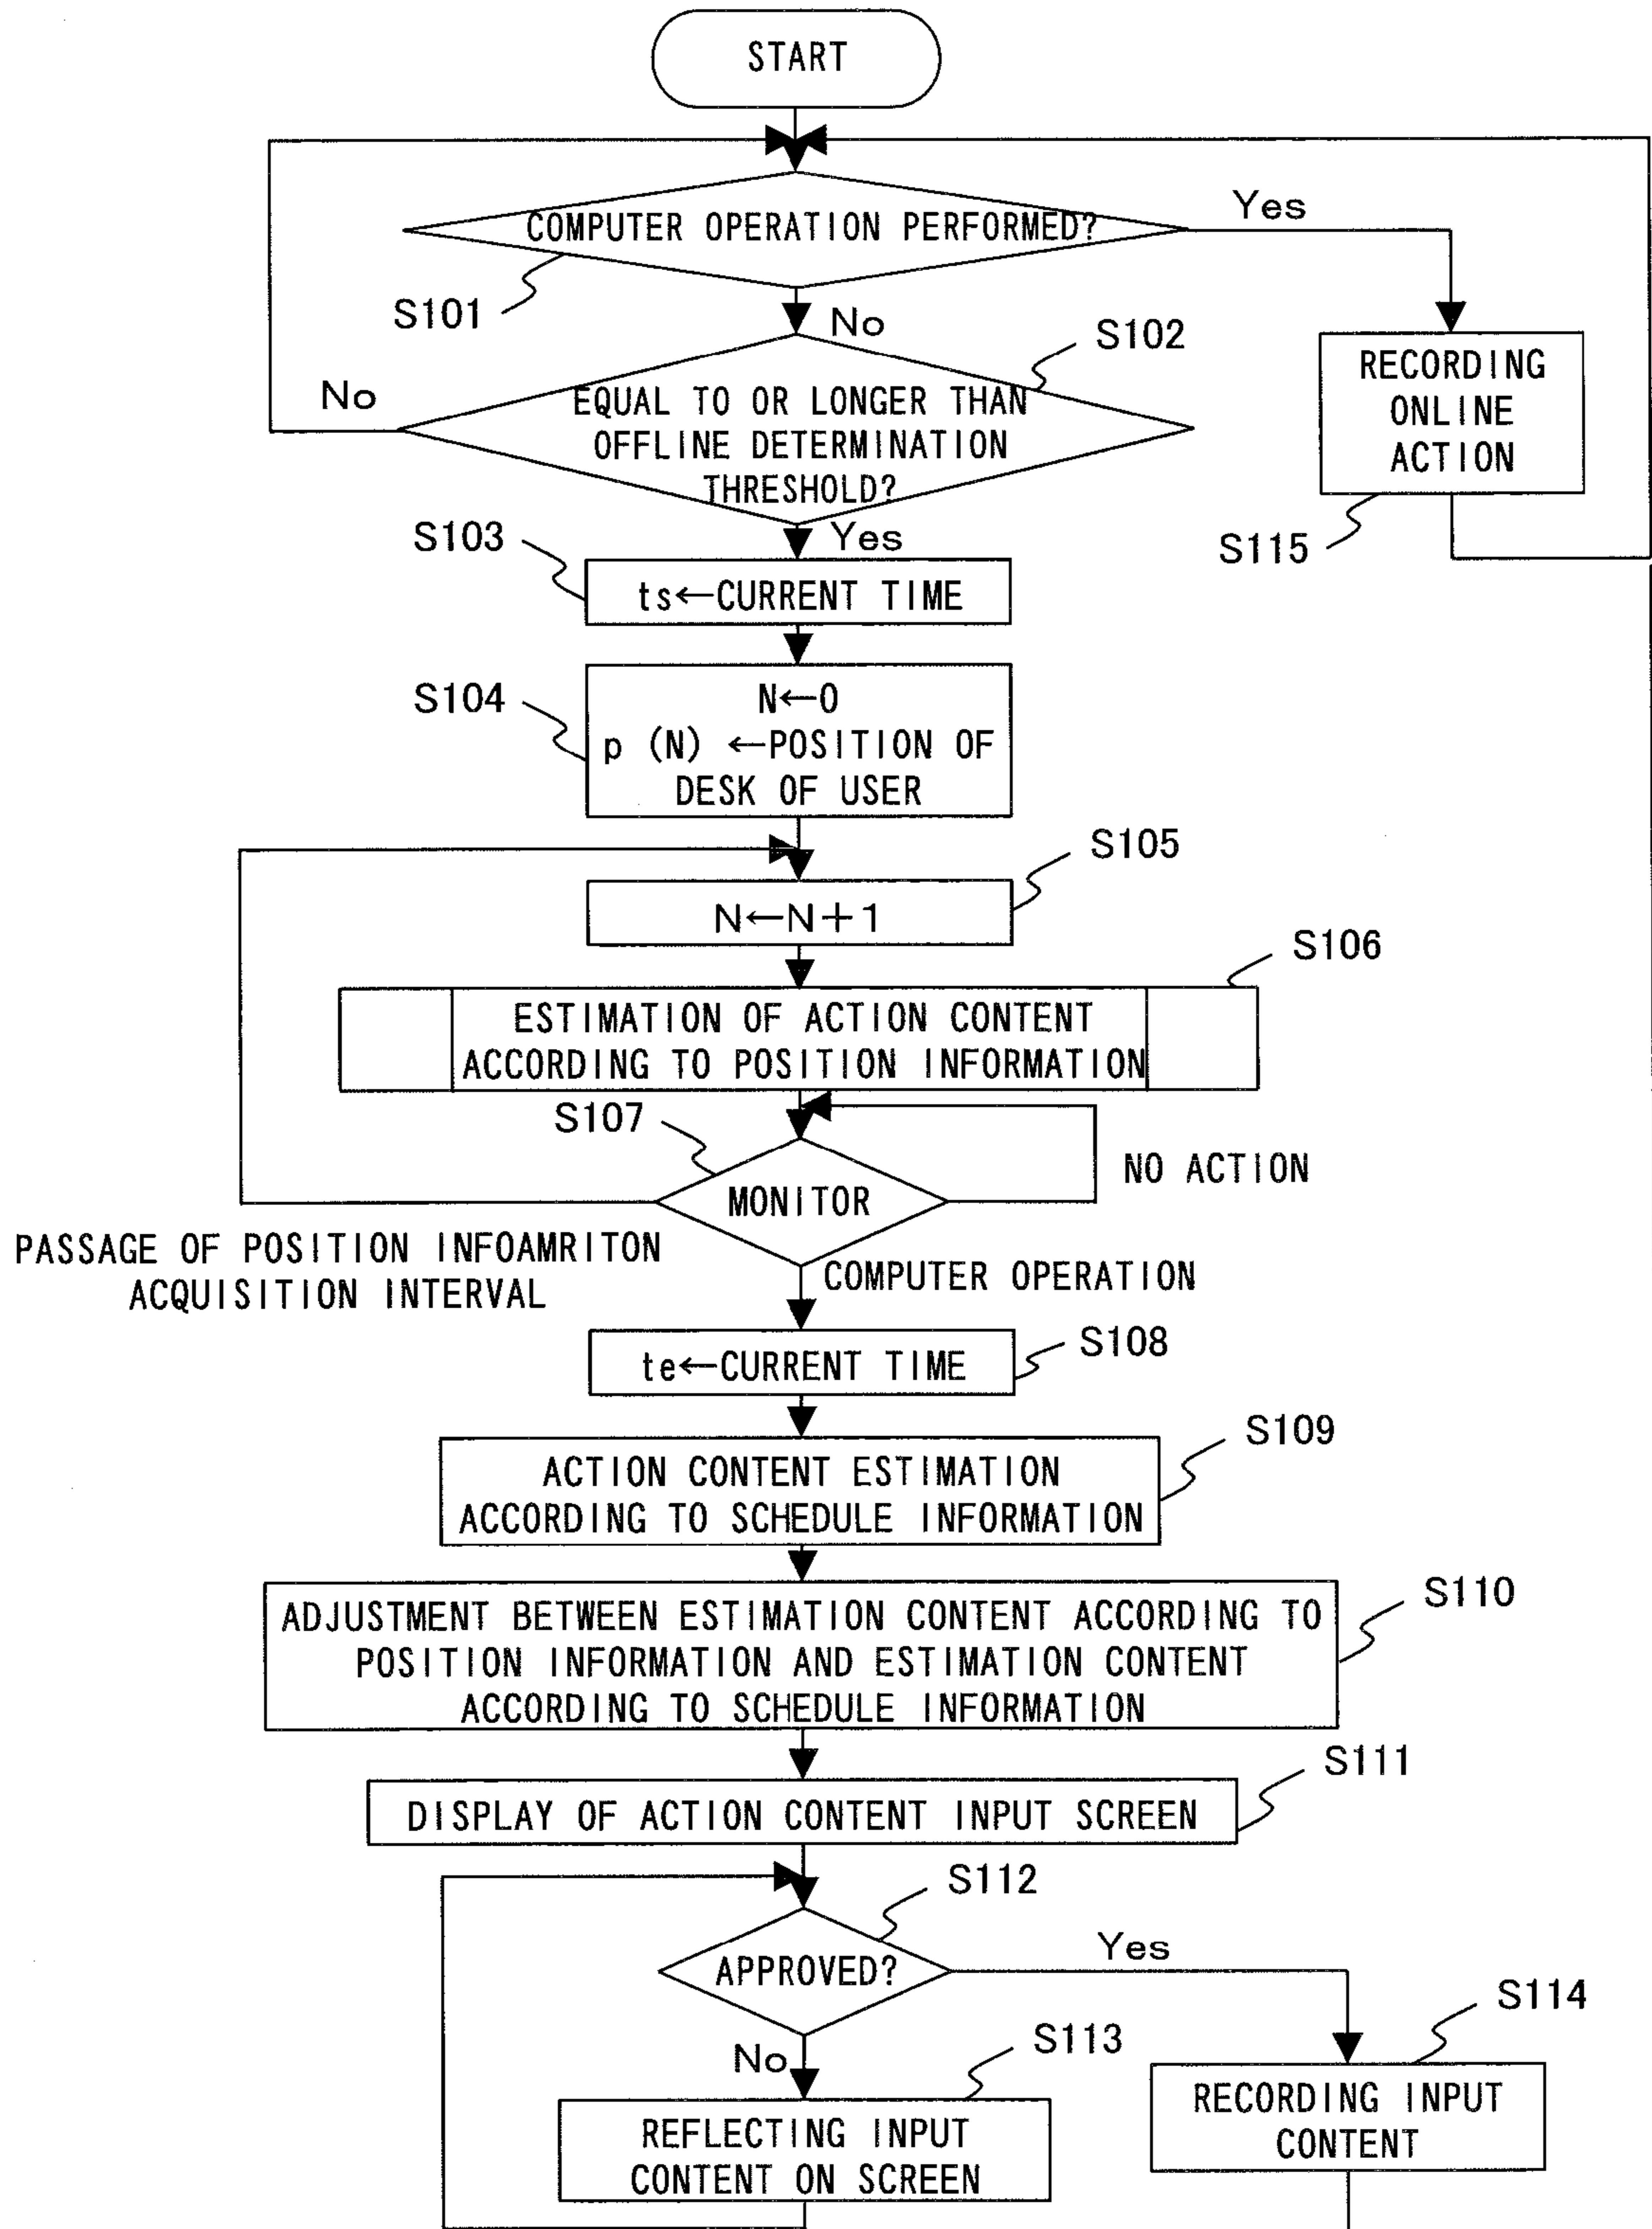 START
COMPUTER OPERATION PERFORMED?
Yes
S101
No
S102
RECORDING
ONLINE
ACTION
No
EQUAL TO OR LONGER THAN
OFFLINE DETERMINATION
THRESHOLD?
S115
Yes
S103
ts←CURRENT TIME
S104
N←0
p (N) ←POSITION OF
DESK OF USER
S105
N←N+1
S106
ESTIMATION OF ACTION CONTENT
ACCORDING TO POSITION INFORMATION
S107
NO ACTION
MONITOR
PASSAGE OF POSITION INFOAMRITON
ACQUISITION INTERVAL
COMPUTER OPERATION
S108
te←CURRENT TIME
S109
ACTION CONTENT ESTIMATION
ACCORDING TO SCHEDULE INFORMATION
S110
ADJUSTMENT BETWEEN ESTIMATION CONTENT ACCORDING TO
POSITION INFORMATION AND ESTIMATION CONTENT
ACCORDING TO SCHEDULE INFORMATION
S111
DISPLAY OF ACTION CONTENT INPUT SCREEN
S112
APPROVED?
Yes
S114
No
S113
REFLECTING INPUT
CONTENT ON SCREEN
RECORDING INPUT
CONTENT